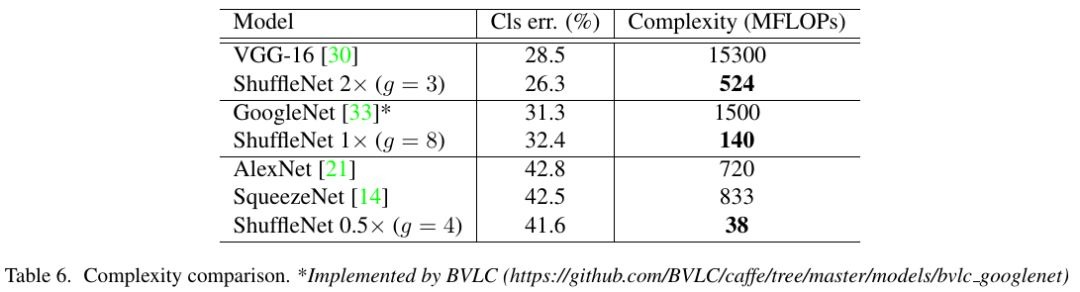 Model Cls err. (%) Complexity (MFLOPs)
VGG-16 [30] 28.5 15300
ShuffleNet 2× (g = 3) 26.3 524
GoogleNet [33]* 31.3 1500
ShuffleNet 1× (g = 8) 32.4 140
AlexNet [21] 42.8 720
SqueezeNet [14] 42.5 833
ShuffleNet 0.5× (g = 4) 41.6 38
Table 6. Complexity comparison. *Implemented by BVLC (https://github.com/BVLC/caffe/tree/master/models/bvlc_googlenet)